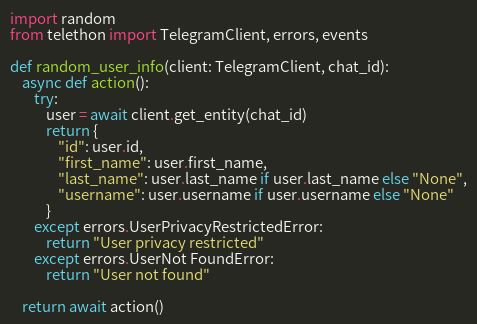 import random
from telethon import TelegramClient, errors, events

def random_user_info(client: TelegramClient, chat_id):
    async def action():
        try:
            user = await client.get_entity(chat_id)
            return {
                "id": user.id,
                "first_name": user.first_name,
                "last_name": user.last_name if user.last_name else "None",
                "username": user.username if user.username else "None"
            }
        except errors.UserPrivacyRestrictedError:
            return "User privacy restricted"
        except errors.UserNot FoundError:
            return "User not found"

    return await action()